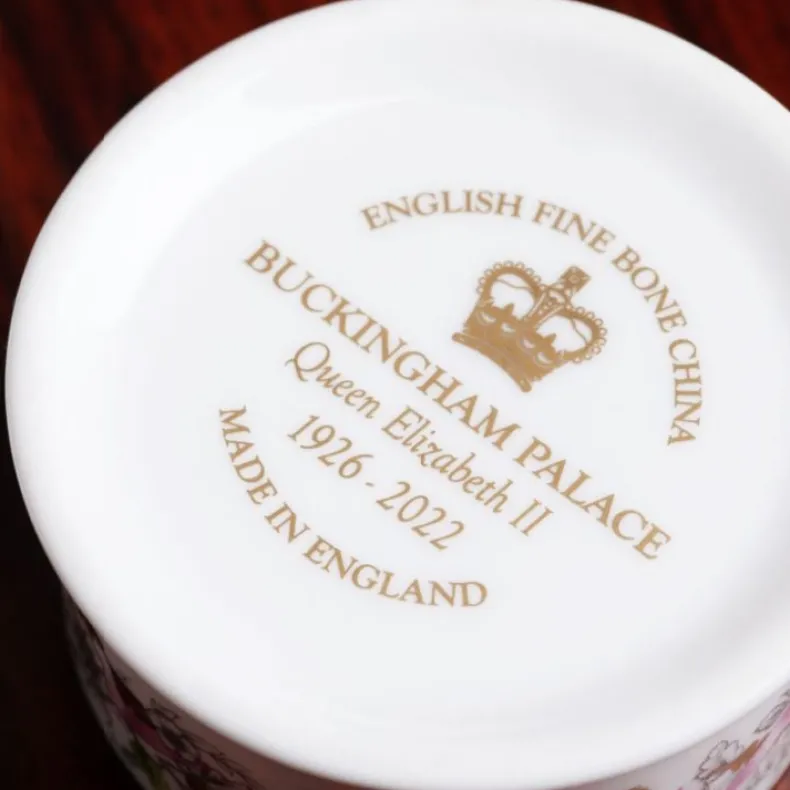 ENGLISH FINE BONE CHINA
BUCKINGHAM PALACE
Queen Elizabeth II
1926 - 2022
MADE IN ENGLAND